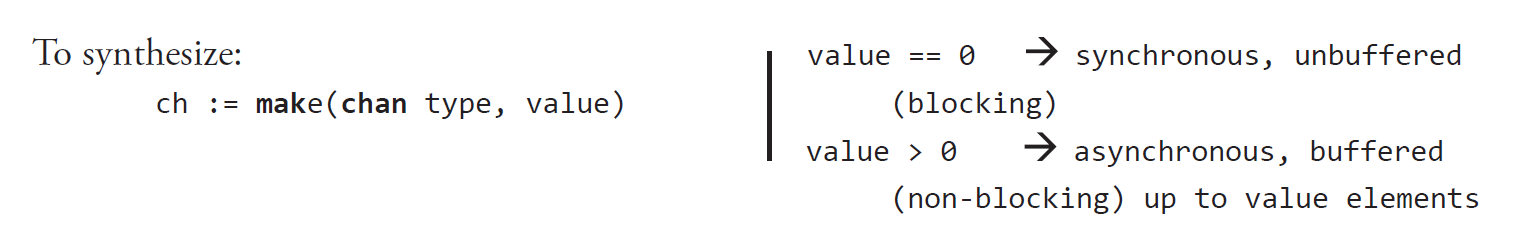 To synthesize:
ch := make(chan type, value)
value == 0 → synchronous, unbuffered
(blocking)
value > 0 → asynchronous, buffered
(non-blocking) up to value elements